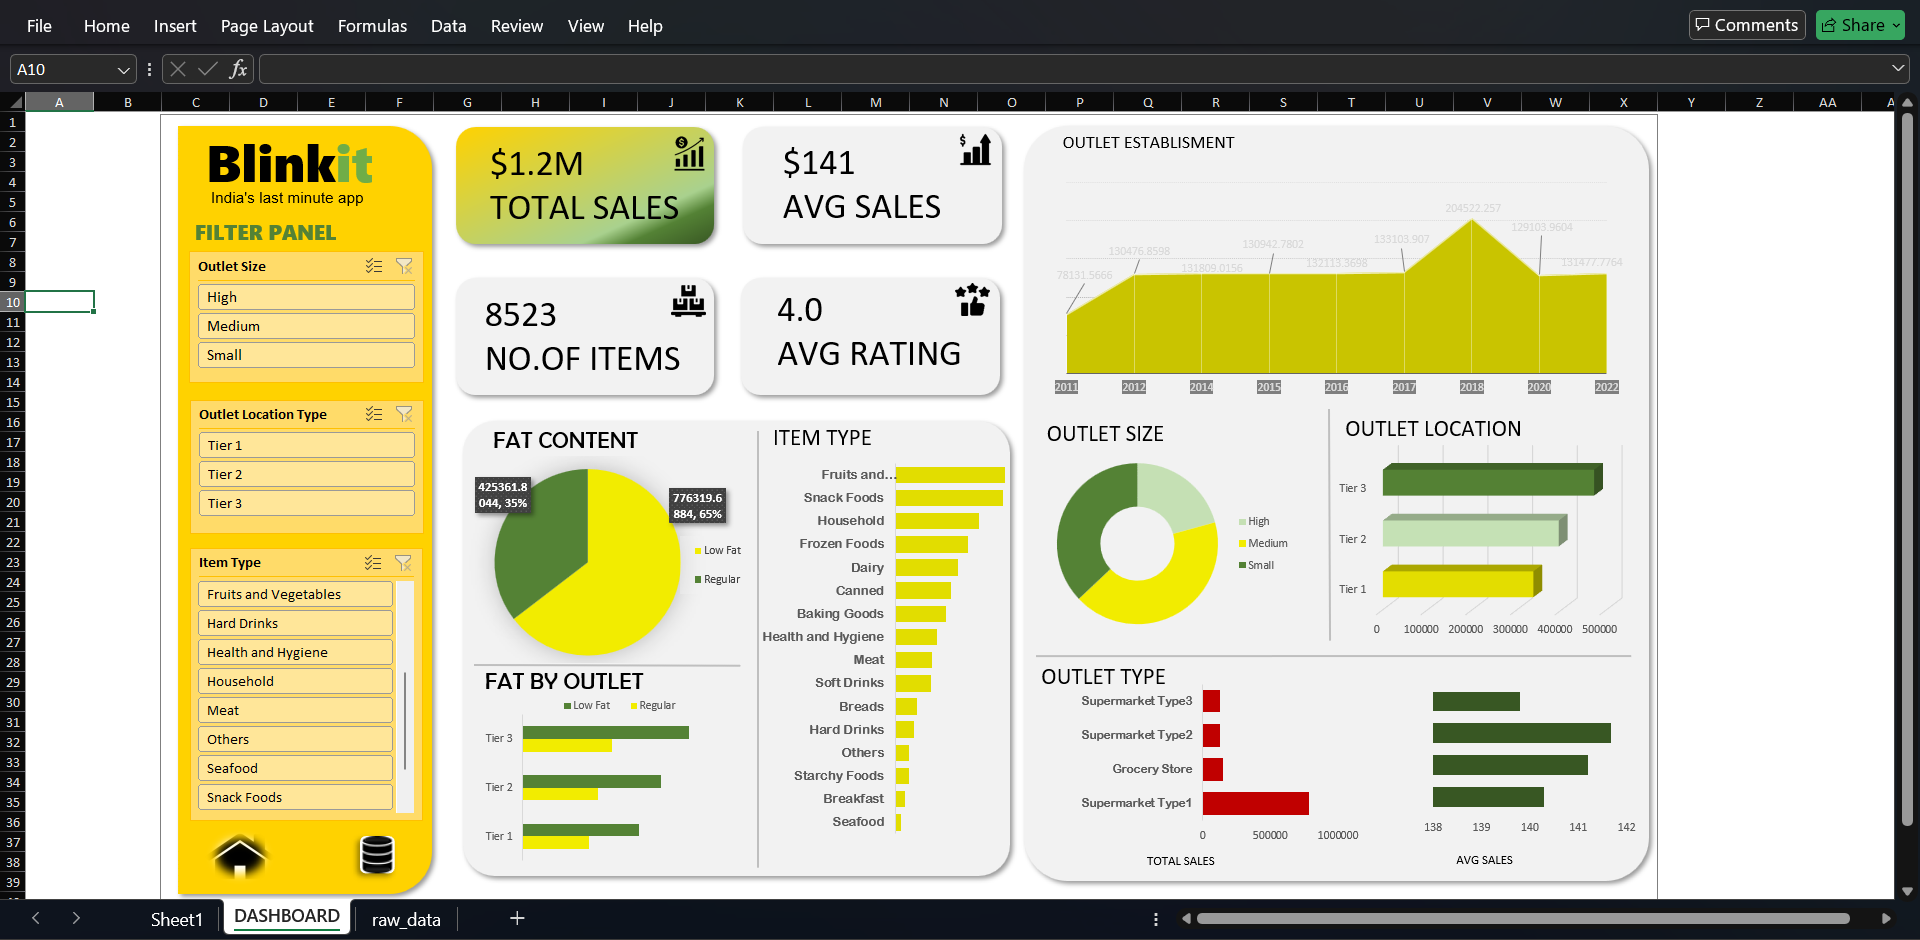 File Home Insert Page Layout Formulas Data Review View Help
Comments Share
A10
fx
A B C D E F G H I J K L M N O P Q R S T U V W X Y Z AA A
1
2
3
4
5
6
7
8
9
10
11
12
13
14
15
16
17
18
19
20
21
22
23
24
25
26
27
28
29
30
31
32
33
34
35
36
37
38
39
Blinkit
India's last minute app
FILTER PANEL
Outlet Size
High
Medium
Small
Outlet Location Type
Tier 1
Tier 2
Tier 3
Item Type
Fruits and Vegetables
Hard Drinks
Health and Hygiene
Household
Meat
Others
Seafood
Snack Foods
$1.2M
TOTAL SALES
$141
AVG SALES
8523
NO.OF ITEMS
4.0
AVG RATING
FAT CONTENT
425361.8
044, 35%
776319.6
884, 65%
Low Fat
Regular
FAT BY OUTLET
Low Fat Regular
Tier 3
Tier 2
Tier 1
ITEM TYPE
Fruits and...
Snack Foods
Household
Frozen Foods
Dairy
Canned
Baking Goods
Health and Hygiene
Meat
Soft Drinks
Breads
Hard Drinks
Others
Starchy Foods
Breakfast
Seafood
OUTLET ESTABLISMENT
78131.5666
130476.8598
131809.0156
130942.7802
132113.3698
133103.907
204522.257
129103.9604
131477.7764
2011 2012 2014 2015 2016 2017 2018 2020 2022
OUTLET SIZE
High
Medium
Small
OUTLET LOCATION
Tier 3
Tier 2
Tier 1
0 100000 200000 300000 400000 500000
OUTLET TYPE
Supermarket Type3
Supermarket Type2
Grocery Store
Supermarket Type1
0 500000 1000000
TOTAL SALES
138 139 140 141 142
AVG SALES
Sheet1 DASHBOARD raw_data